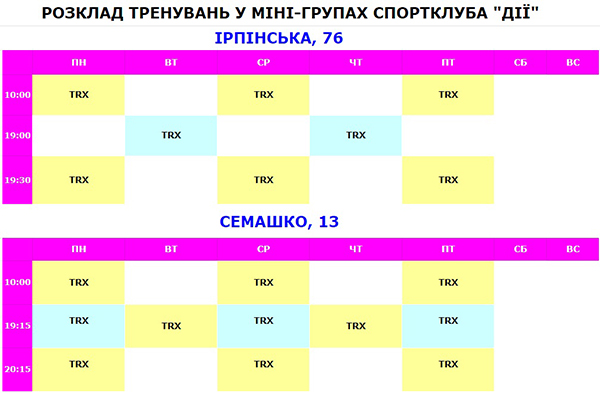 РОЗКЛАД ТРЕНУВАНЬ У МІНІ-ГРУПАХ СПОРТКЛУБА "ДІЇ"
ІРПІНСЬКА, 76
ПН ВТ СР ЧТ ПТ СБ ВС
10:00 TRX TRX TRX
19:00 TRX TRX
19:30 TRX TRX TRX
СЕМАШКО, 13
ПН ВТ СР ЧТ ПТ СБ ВС
10:00 TRX TRX TRX
19:15 TRX TRX TRX TRX TRX
20:15 TRX TRX TRX